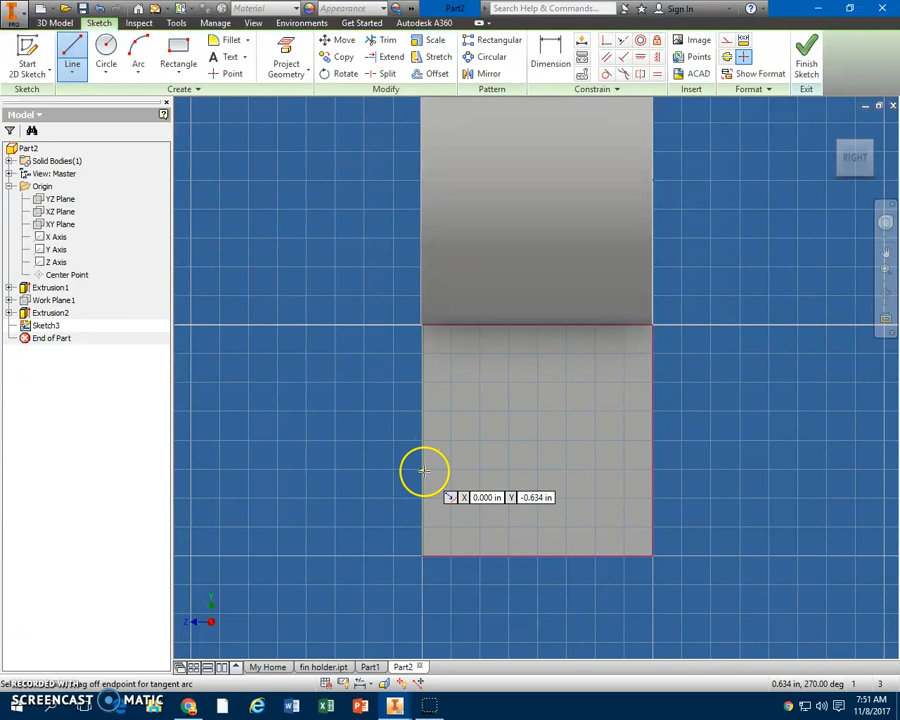 PRO
Material
Appearance
Part2
Search Help & Commands...
Sign In
3D Model Sketch Inspect Tools Manage View Environments Get Started Autodesk A360
Start
2D Sketch
Line
Circle
Arc
Rectangle
Fillet
Text
Point
Project
Geometry
Move
Copy
Rotate
Trim
Extend
Split
Scale
Stretch
Offset
Rectangular
Circular
Mirror
Dimension
Image
Points
ACAD
Show Format
Finish
Sketch
Sketch Create Modify Pattern Constrain Insert Format Exit
Model
Part2
Solid Bodies(1)
View: Master
Origin
YZ Plane
XZ Plane
XY Plane
X Axis
Y Axis
Z Axis
Center Point
Extrusion1
Work Plane1
Extrusion2
Sketch3
End of Part
RIGHT
X 0.000 in Y -0.634 in
Y
Z
My Home fin holder.ipt Part1 Part2
RECORDED WITH
SCREENCAST MATIC
ag off endpoint for tangent arc
0.634 in, 270.00 deg 1 3
7:51 AM
11/8/2017